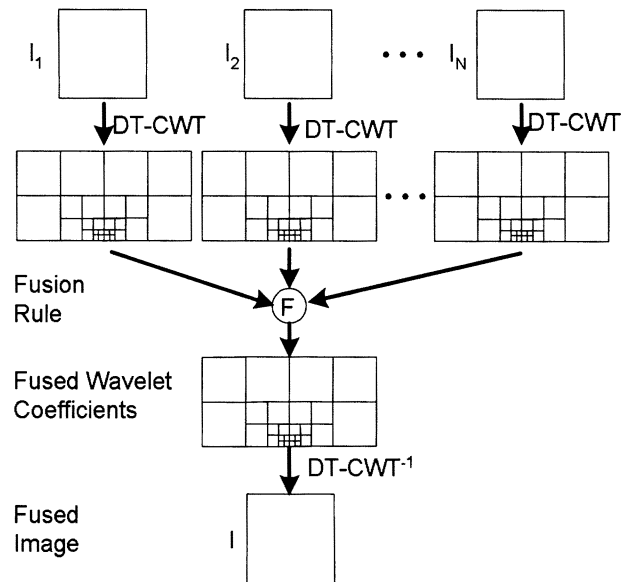 I1
I2
• • •
IN
DT-CWT
DT-CWT
DT-CWT
• • •
Fusion
Rule
F
Fused Wavelet
Coefficients
DT-CWT-1
Fused
Image
I